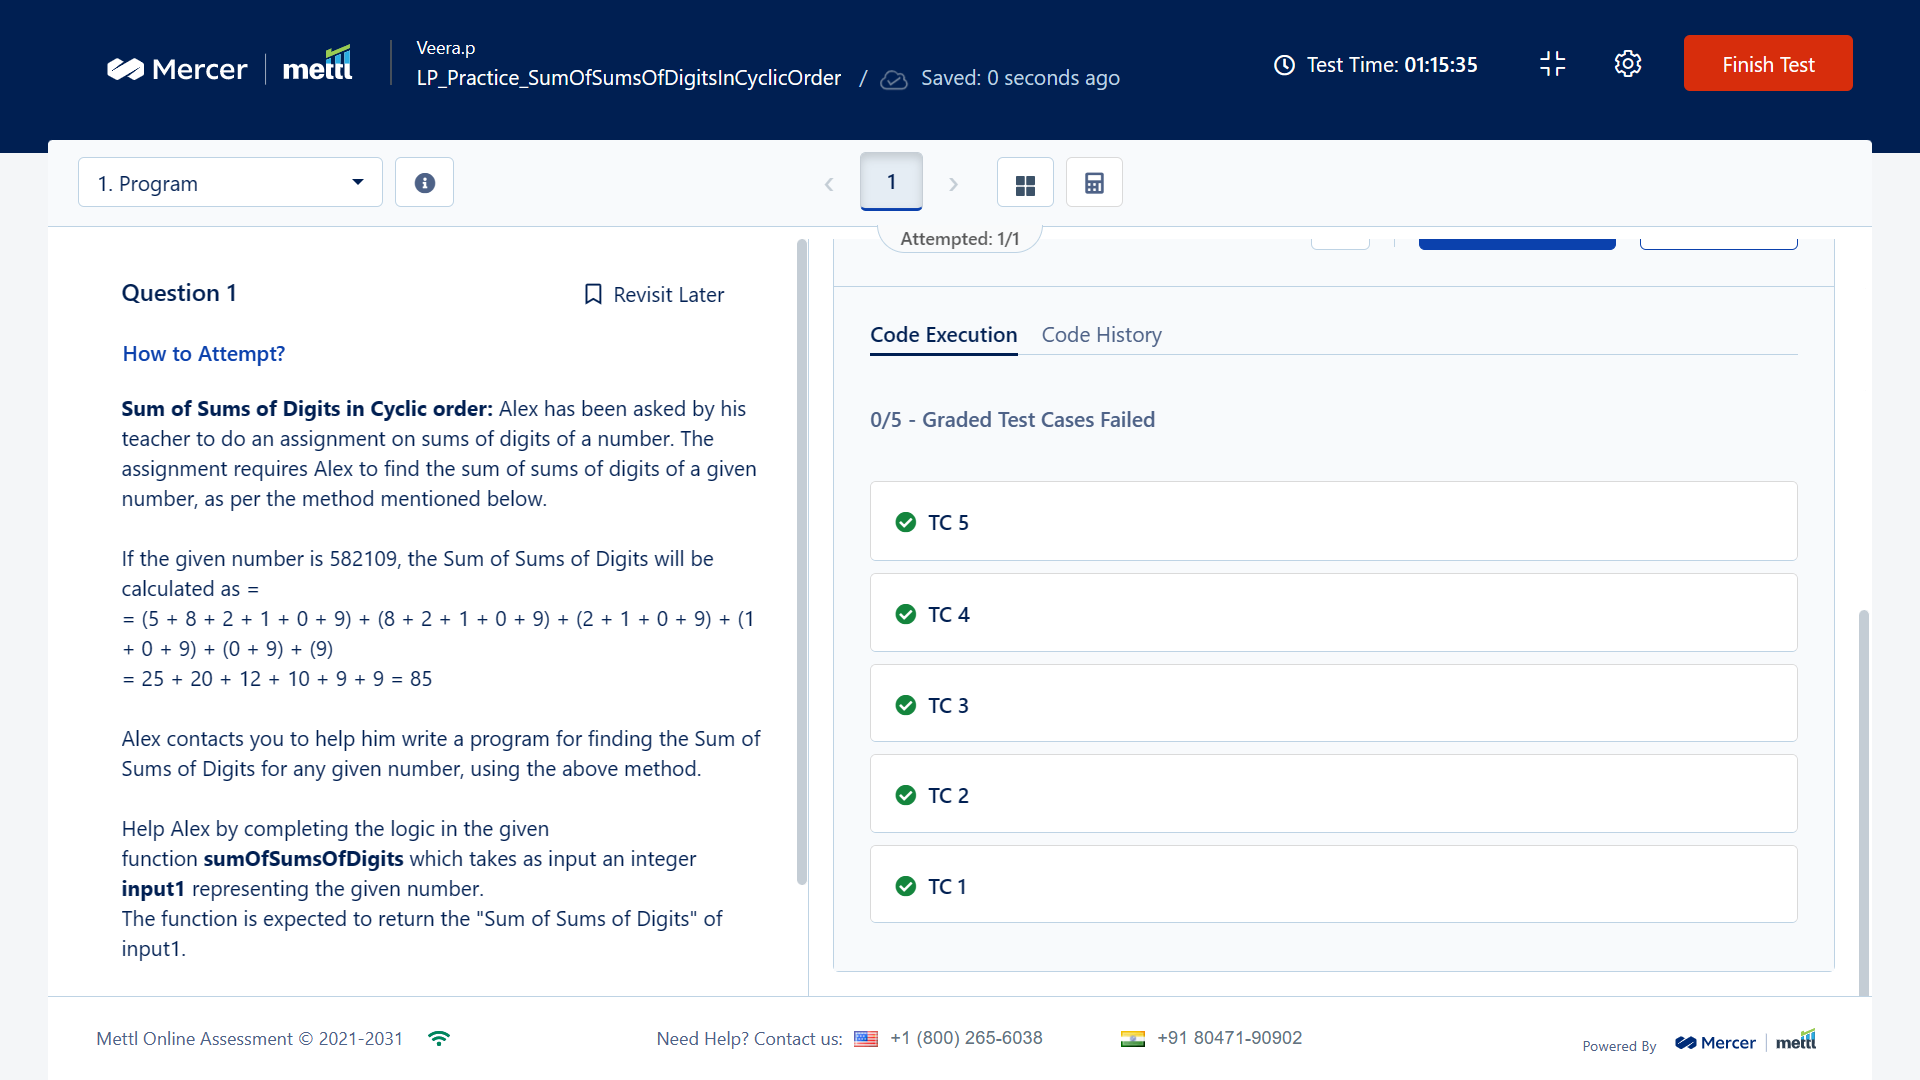 Mercer | mettl
Veera.p
LP_Practice_SumOfSumsOfDigitsInCyclicOrder / Saved: 0 seconds ago
Test Time: 01:15:35
Finish Test
1. Program
1
Attempted: 1/1
Question 1
Revisit Later
How to Attempt?
Sum of Sums of Digits in Cyclic order: Alex has been asked by his
teacher to do an assignment on sums of digits of a number. The
assignment requires Alex to find the sum of sums of digits of a given
number, as per the method mentioned below.
If the given number is 582109, the Sum of Sums of Digits will be
calculated as =
= (5 + 8 + 2 + 1 + 0 + 9) + (8 + 2 + 1 + 0 + 9) + (2 + 1 + 0 + 9) + (1
+ 0 + 9) + (0 + 9) + (9)
= 25 + 20 + 12 + 10 + 9 + 9 = 85
Alex contacts you to help him write a program for finding the Sum of
Sums of Digits for any given number, using the above method.
Help Alex by completing the logic in the given
function sumOfSumsOfDigits which takes as input an integer
input1 representing the given number.
The function is expected to return the "Sum of Sums of Digits" of
input1.
Code Execution
Code History
0/5 - Graded Test Cases Failed
TC 5
TC 4
TC 3
TC 2
TC 1
Mettl Online Assessment © 2021-2031
Need Help? Contact us: +1 (800) 265-6038
+91 80471-90902
Powered By Mercer | mettl